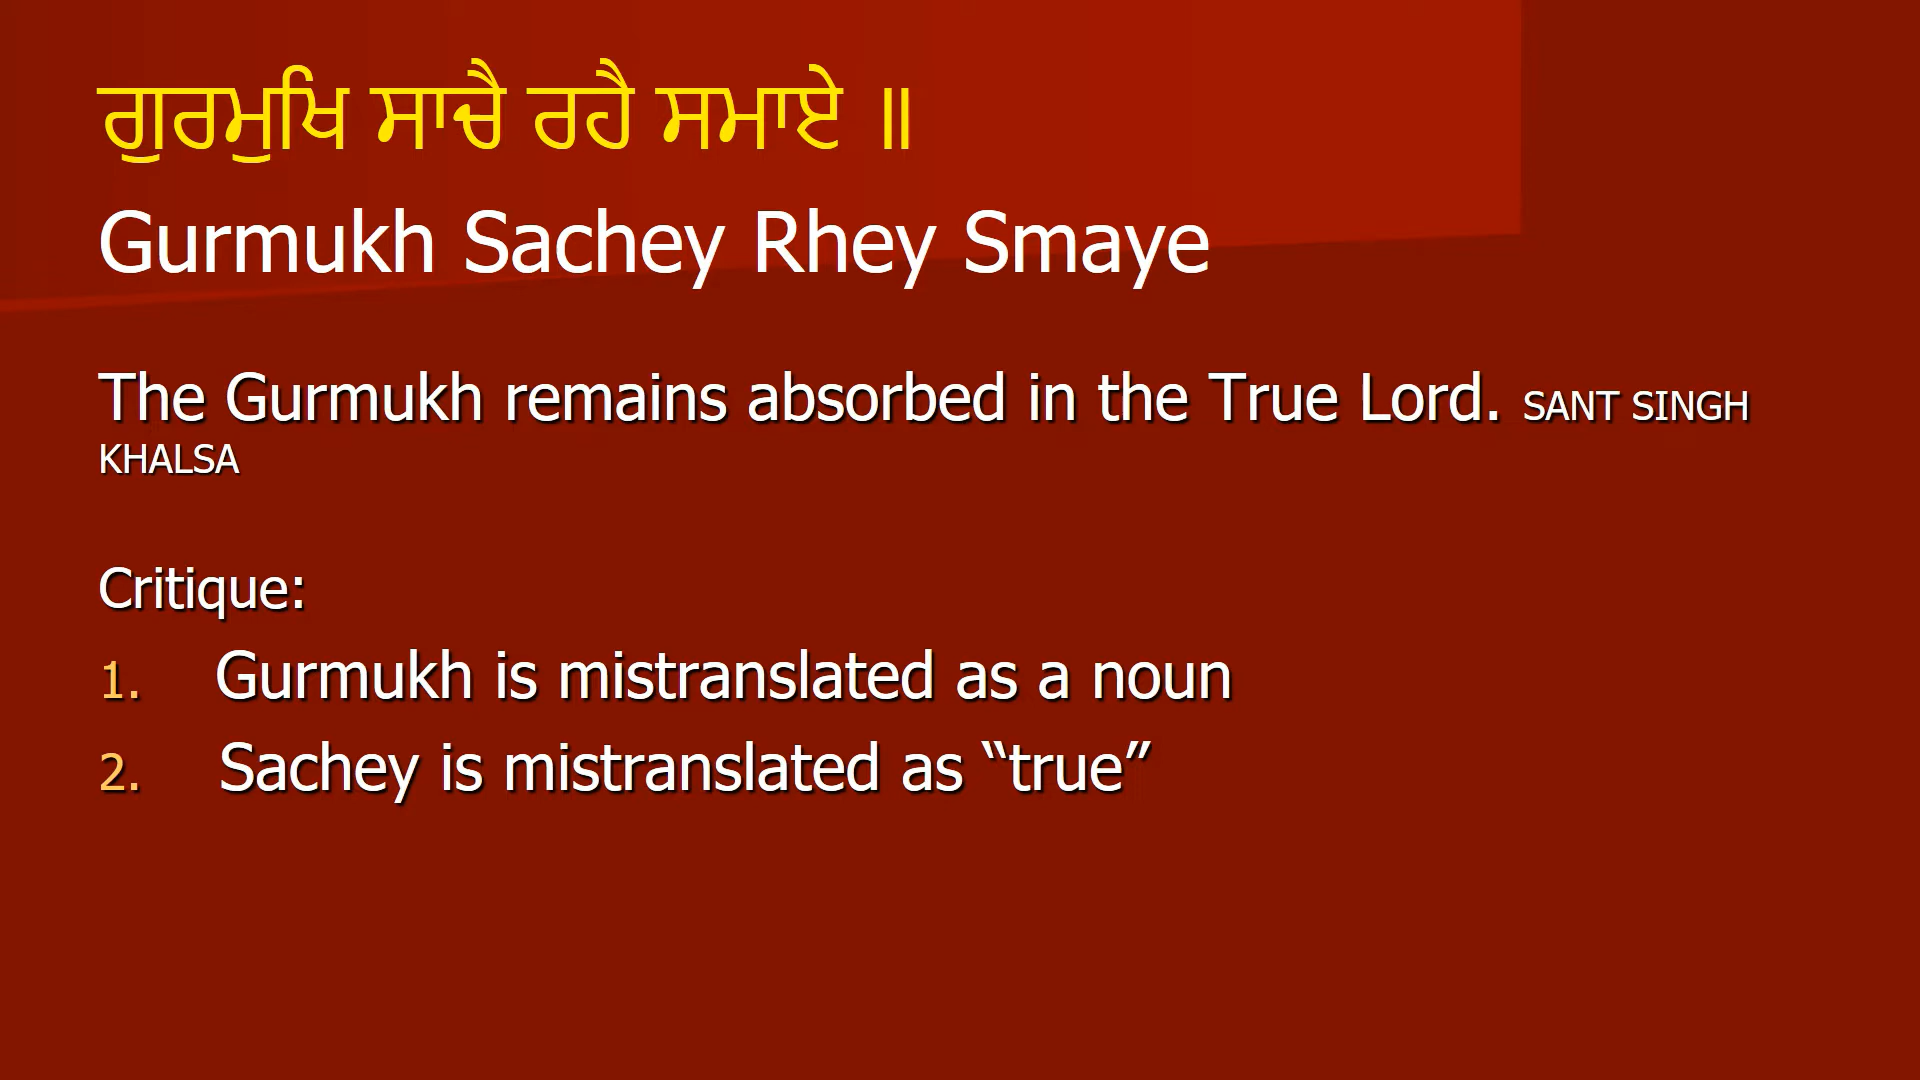 ਗੁਰਮੁਖਿ ਸਾਚੈ ਰਹੈ ਸਮਾਏ ॥
Gurmukh Sachey Rhey Smaye
The Gurmukh remains absorbed in the True Lord. SANT SINGH
KHALSA
Critique:
1. Gurmukh is mistranslated as a noun
2. Sachey is mistranslated as “true”